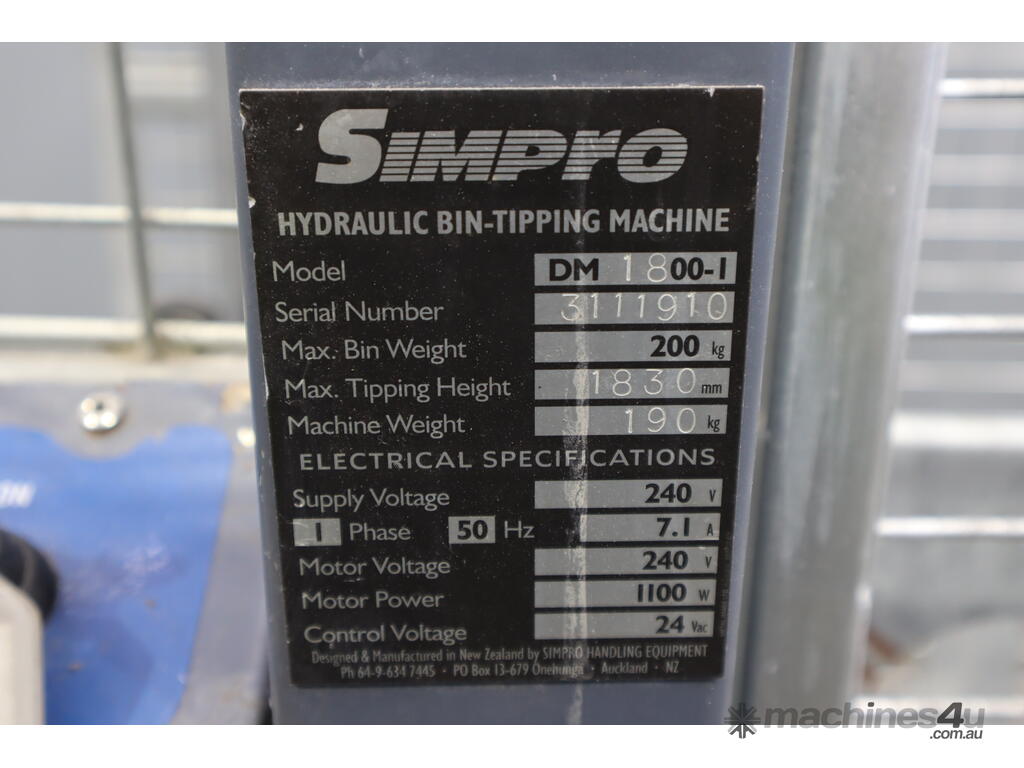 SIMPro
HYDRAULIC BIN-TIPPING MACHINE
Model DM 1800-1
Serial Number 3111910
Max. Bin Weight 200 kg
Max. Tipping Height 1830 mm
Machine Weight 190 kg
ELECTRICAL SPECIFICATIONS
Supply Voltage 240 V
1 Phase 50 Hz 7.1 A
Motor Voltage 240 V
Motor Power 1100 W
Control Voltage 24 Vac
Designed & Manufactured in New Zealand by SIMPRO HANDLING EQUIPMENT
Ph 64-9-634 7445 · PO Box 13-679 Onehunga · Auckland · NZ
ON
machines4u
.com.au